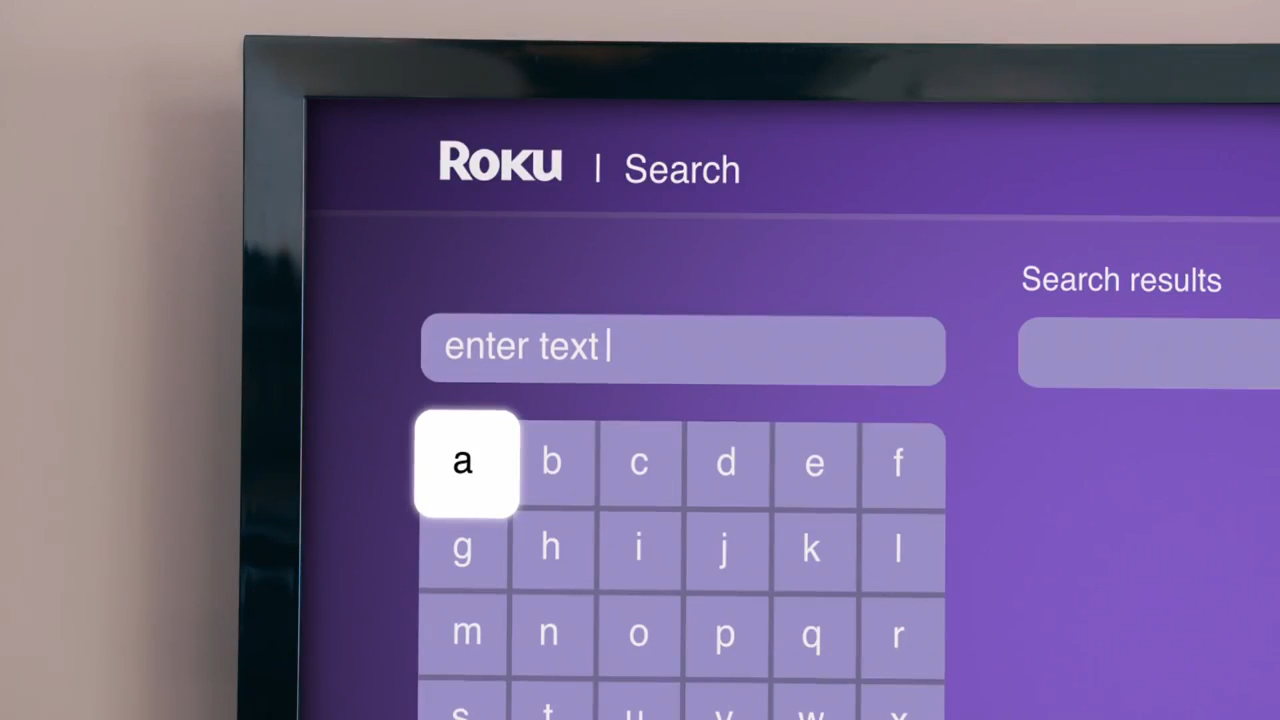 Roku | Search
Search results
enter text
a b c d e f
g h i j k l
m n o p q r
s t u v w x